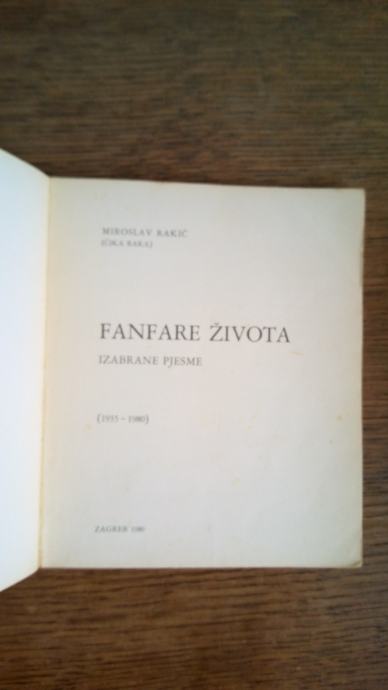 MIROSLAV RAKIĆ
(ČIKA RAKA)
FANFARE ŽIVOTA
IZABRANE PJESME
(1935 – 1980)
ZAGREB 1980